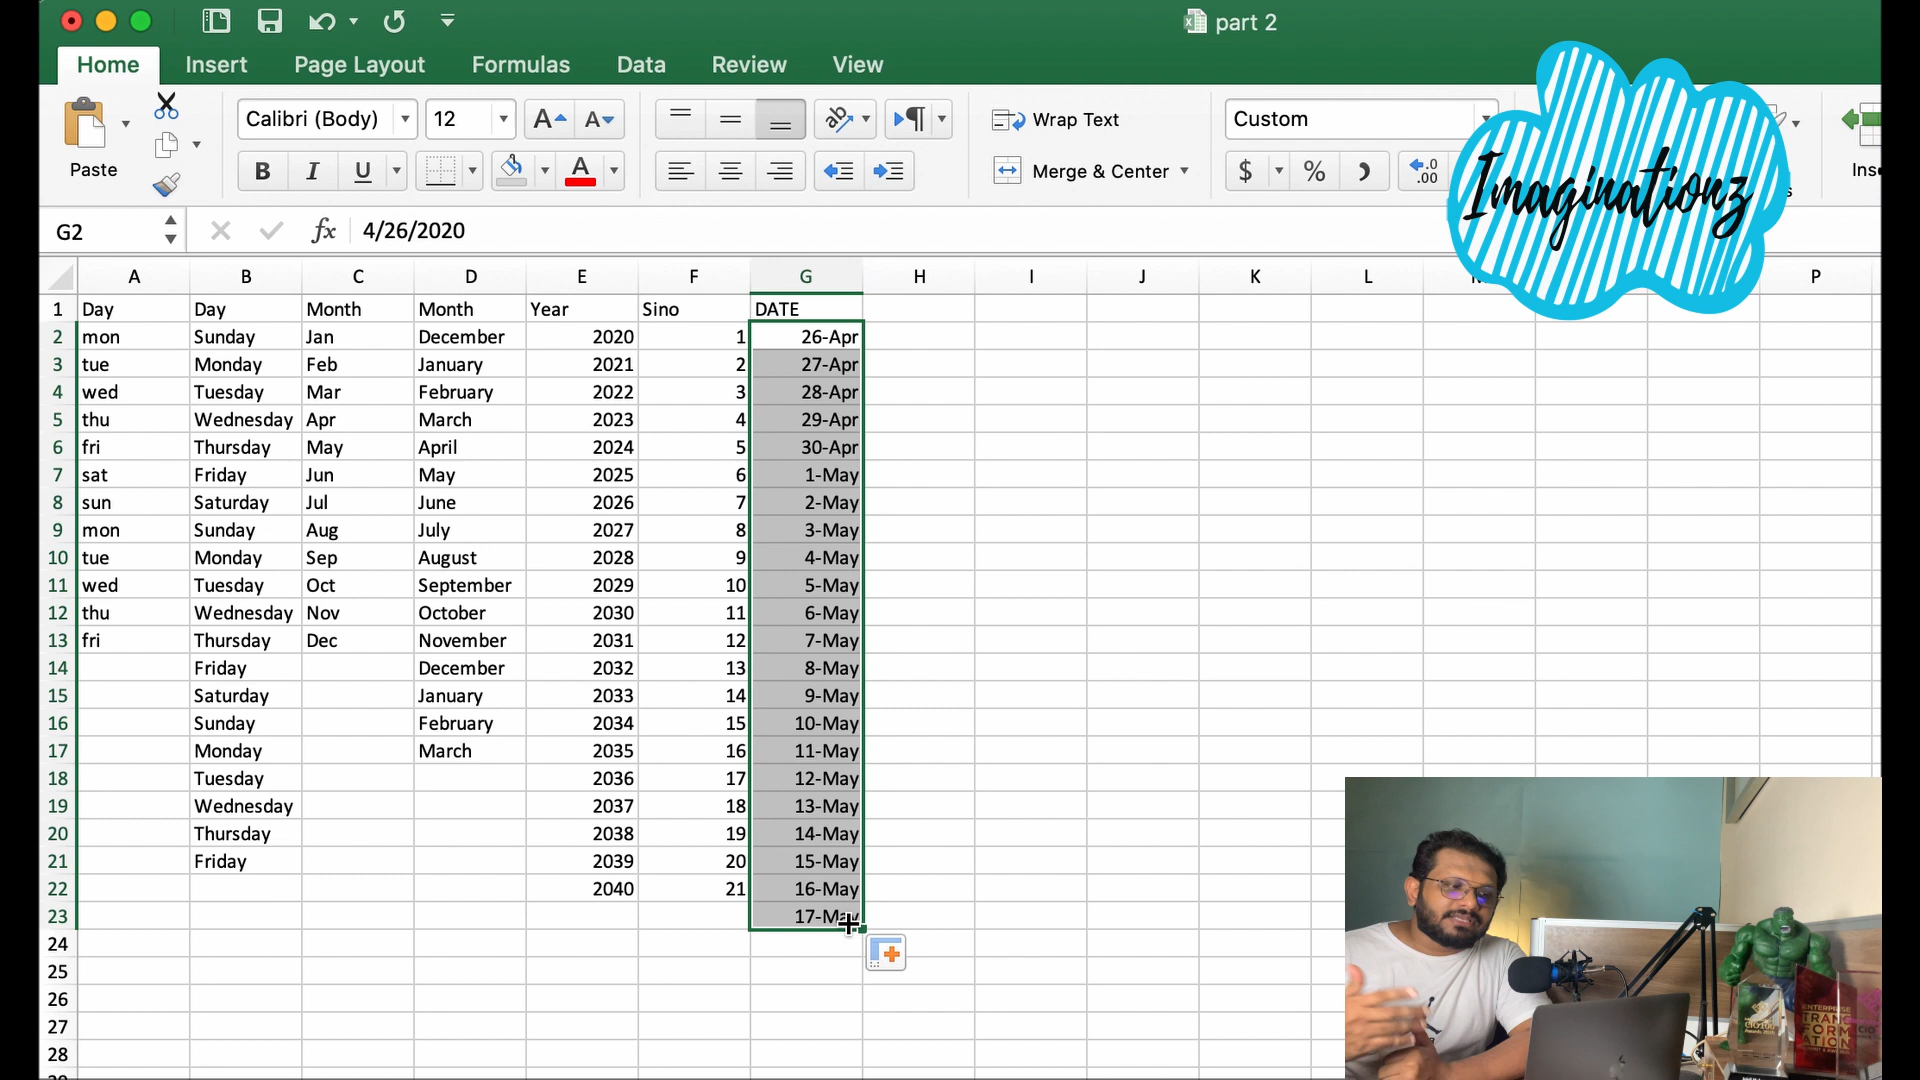 part 2
Home Insert Page Layout Formulas Data Review View
Calibri (Body) 12 A A Wrap Text Custom
Paste B I U A Merge & Center $ % .0 .00
G2 fx 4/26/2020
A B C D E F G H I J K L P
1 Day Day Month Month Year Sino DATE
2 mon Sunday Jan December 2020 1 26-Apr
3 tue Monday Feb January 2021 2 27-Apr
4 wed Tuesday Mar February 2022 3 28-Apr
5 thu Wednesday Apr March 2023 4 29-Apr
6 fri Thursday May April 2024 5 30-Apr
7 sat Friday Jun May 2025 6 1-May
8 sun Saturday Jul June 2026 7 2-May
9 mon Sunday Aug July 2027 8 3-May
10 tue Monday Sep August 2028 9 4-May
11 wed Tuesday Oct September 2029 10 5-May
12 thu Wednesday Nov October 2030 11 6-May
13 fri Thursday Dec November 2031 12 7-May
14 Friday December 2032 13 8-May
15 Saturday January 2033 14 9-May
16 Sunday February 2034 15 10-May
17 Monday March 2035 16 11-May
18 Tuesday 2036 17 12-May
19 Wednesday 2037 18 13-May
20 Thursday 2038 19 14-May
21 Friday 2039 20 15-May
22 2040 21 16-May
23 17-May
24
25
26
27
28
Imaginationz
ENTERPRISE
TRANS
FORM
ATION